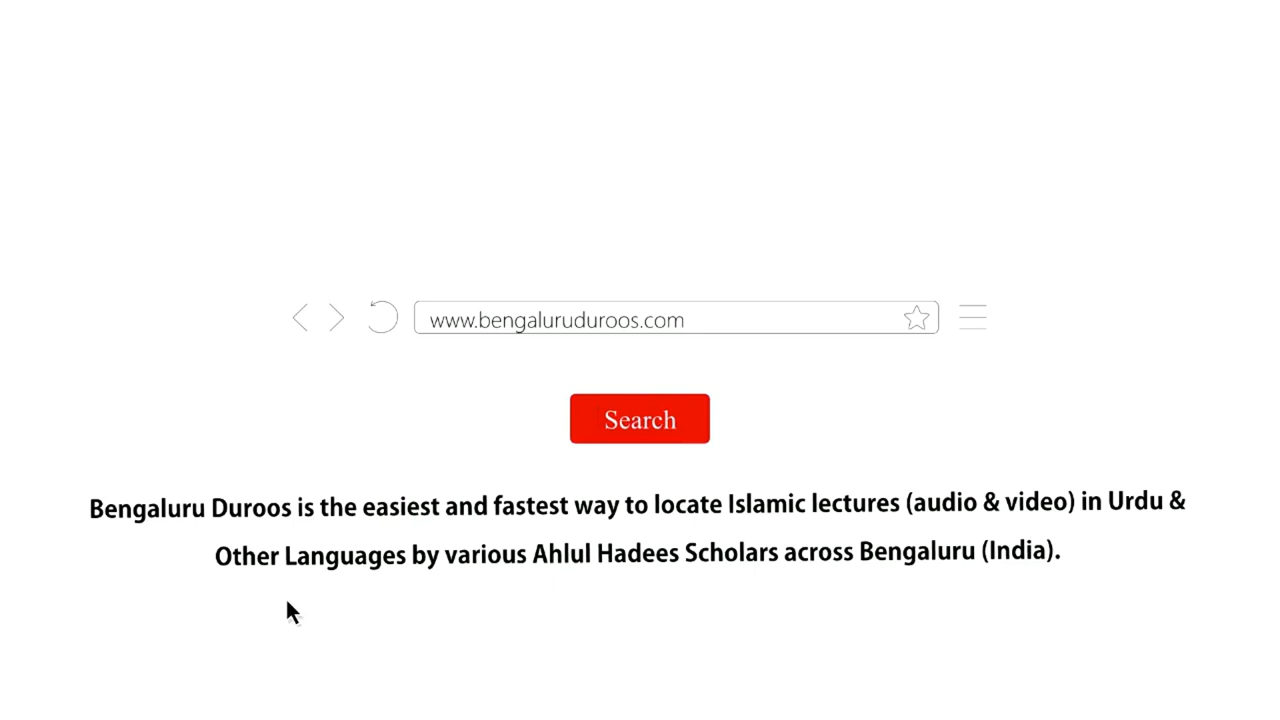 www.bengaluruduroos.com
Search
Bengaluru Duroos is the easiest and fastest way to locate Islamic lectures (audio & video) in Urdu &
Other Languages by various Ahlul Hadees Scholars across Bengaluru (India).